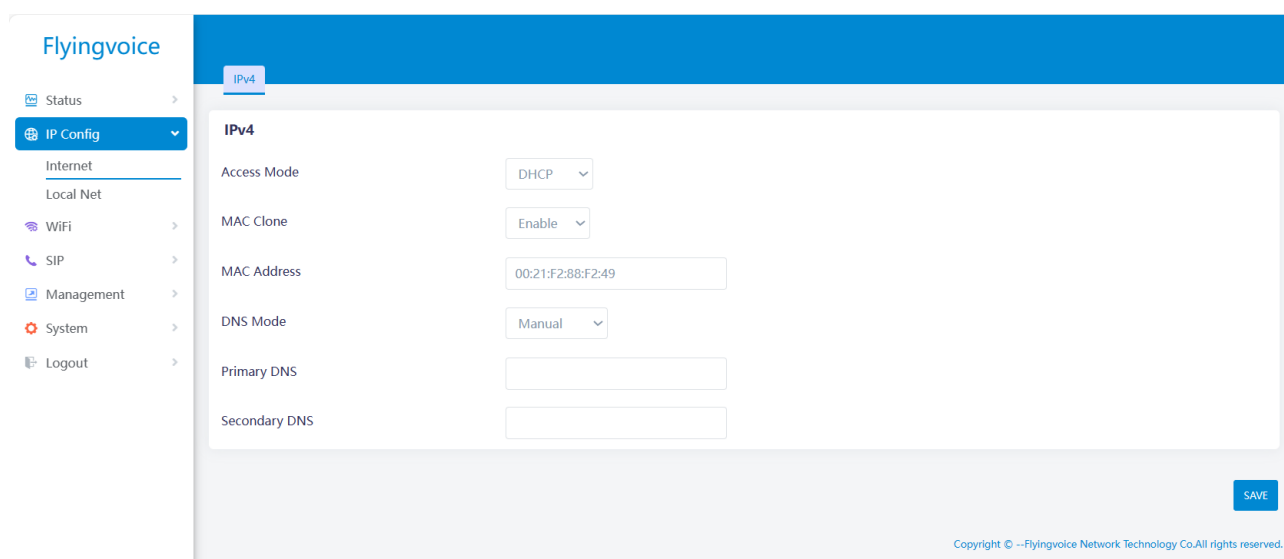 Flyingvoice
IPv4
Status
IP Config
Internet
Local Net
WiFi
SIP
Management
System
Logout
IPv4
Access Mode DHCP
MAC Clone Enable
MAC Address 00:21:F2:88:F2:49
DNS Mode Manual
Primary DNS
Secondary DNS
SAVE
Copyright © --Flyingvoice Network Technology Co.All rights reserved.